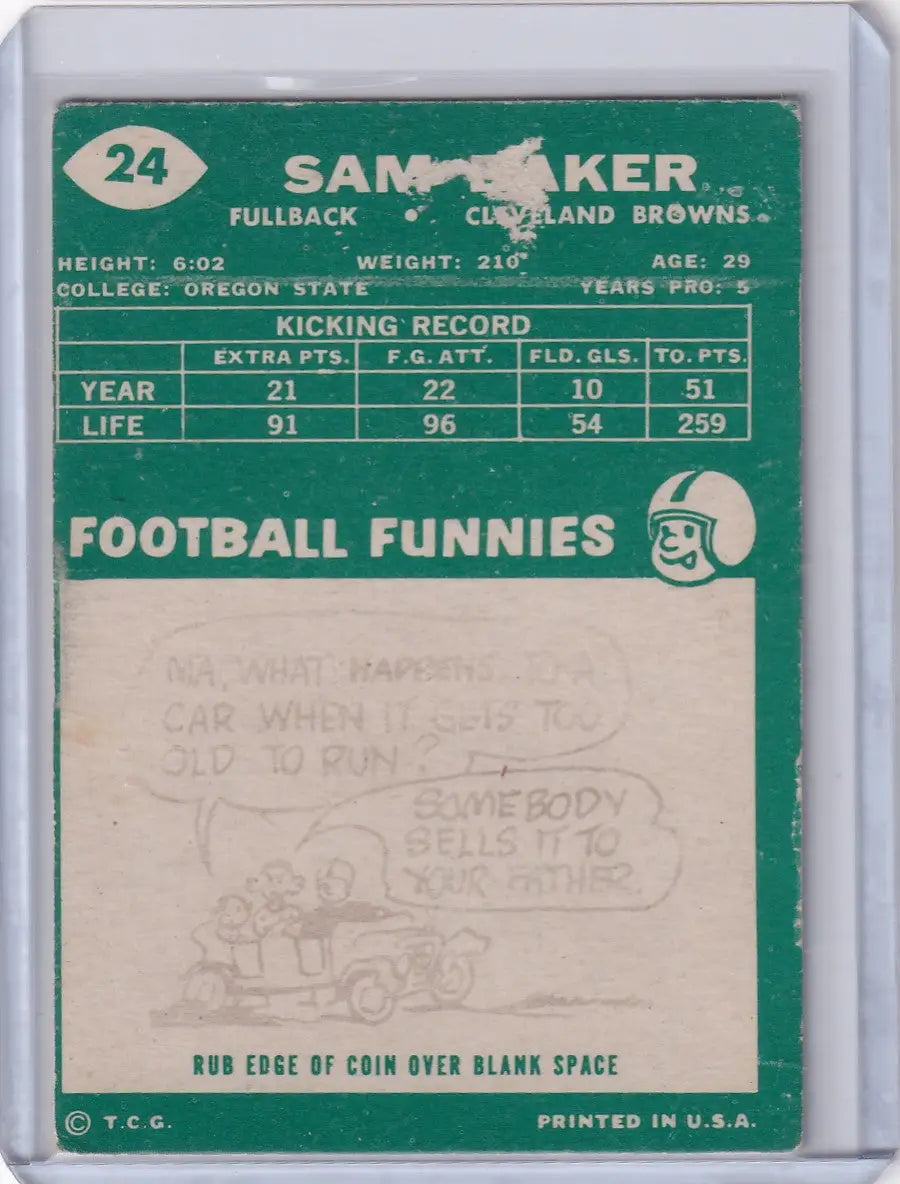 24
SAM BAKER
FULLBACK • CLEVELAND BROWNS
HEIGHT: 6:02 WEIGHT: 210 AGE: 29
COLLEGE: OREGON STATE YEARS PRO: 5
KICKING RECORD
EXTRA PTS. F.G. ATT. FLD. GLS. TO. PTS.
YEAR 21 22 10 51
LIFE 91 96 54 259
FOOTBALL FUNNIES
MA, WHAT HAPPENS TO A
CAR WHEN IT GETS TOO
OLD TO RUN?
SOMEBODY
SELLS IT TO
YOUR FATHER.
RUB EDGE OF COIN OVER BLANK SPACE
© T.C.G. PRINTED IN U.S.A.